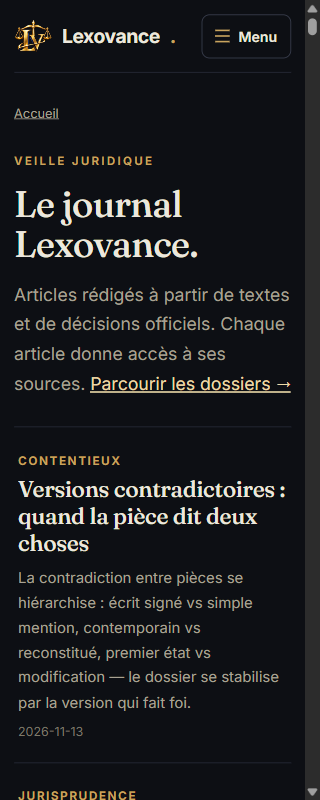 Lexovance .
Menu
Accueil
VEILLE JURIDIQUE
Le journal
Lexovance.
Articles rédigés à partir de textes
et de décisions officiels. Chaque
article donne accès à ses
sources. Parcourir les dossiers →
CONTENTIEUX
Versions contradictoires :
quand la pièce dit deux
choses
La contradiction entre pièces se
hiérarchise : écrit signé vs simple
mention, contemporain vs
reconstitué, premier état vs
modification — le dossier se stabilise
par la version qui fait foi.
2026-11-13
JURISPRUDENCE